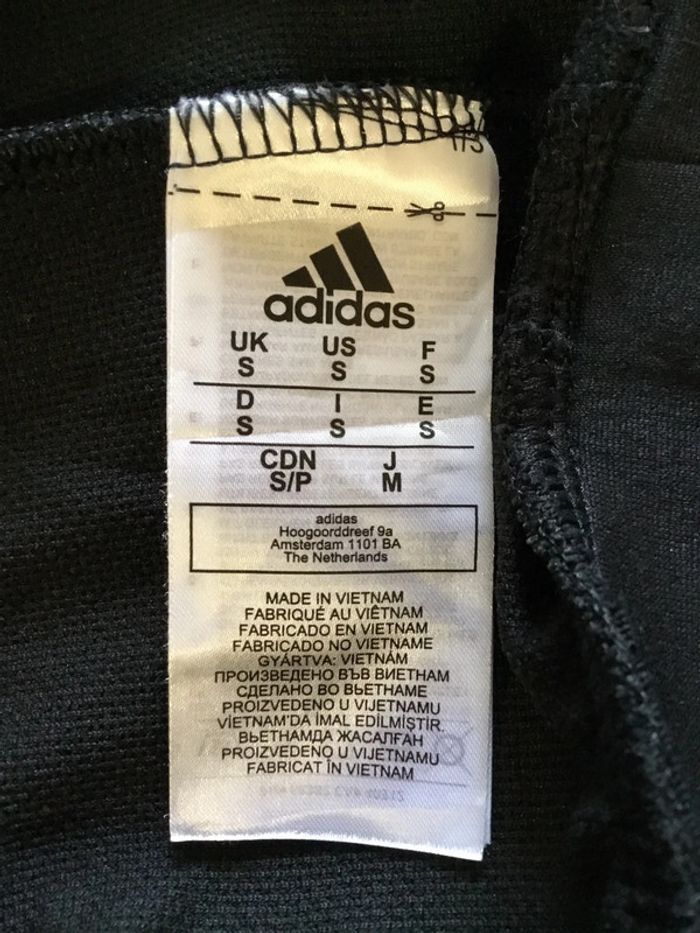 adidas
UK US F
S S S
D I E
S S S
CDN J
S/P M
adidas
Hoogoorddreef 9a
Amsterdam 1101 BA
The Netherlands
MADE IN VIETNAM
FABRIQUÉ AU VIÊTNAM
FABRICADO EN VIETNAM
FABRICADO NO VIETNAME
GYÁRTVA: VIETNÁM
ПРОИЗВЕДЕНО ВЪВ ВИЕТНАМ
СДЕЛАНО ВО ВЬЕТНАМЕ
PROIZVEDENO U VIJETNAMU
VİETNAM'DA İMAL EDİLMİŞTİR.
ВЬЕТНАМДА ЖАСАЛҒАН
PROIZVEDENO U VIJETNAMU
FABRICAT ÎN VIETNAM